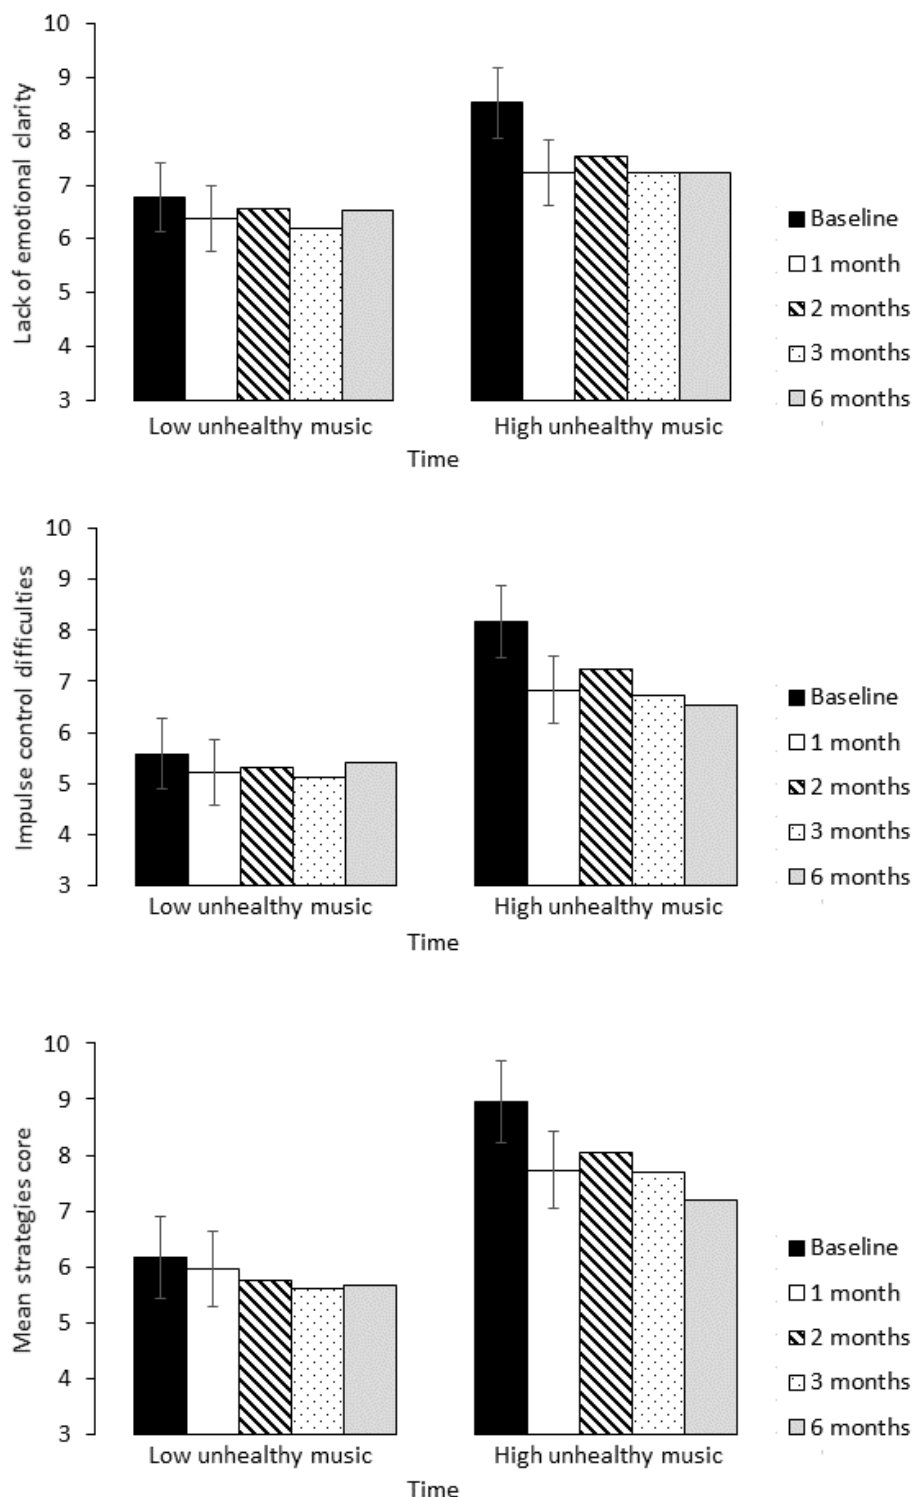 10
9
8
7
6
5
4
3
Lack of emotional clarity
Low unhealthy music
High unhealthy music
Time
Baseline
1 month
2 months
3 months
6 months
10
9
8
7
6
5
4
3
Impulse control difficulties
Low unhealthy music
High unhealthy music
Time
Baseline
1 month
2 months
3 months
6 months
10
9
8
7
6
5
4
3
Mean strategies core
Low unhealthy music
High unhealthy music
Time
Baseline
1 month
2 months
3 months
6 months